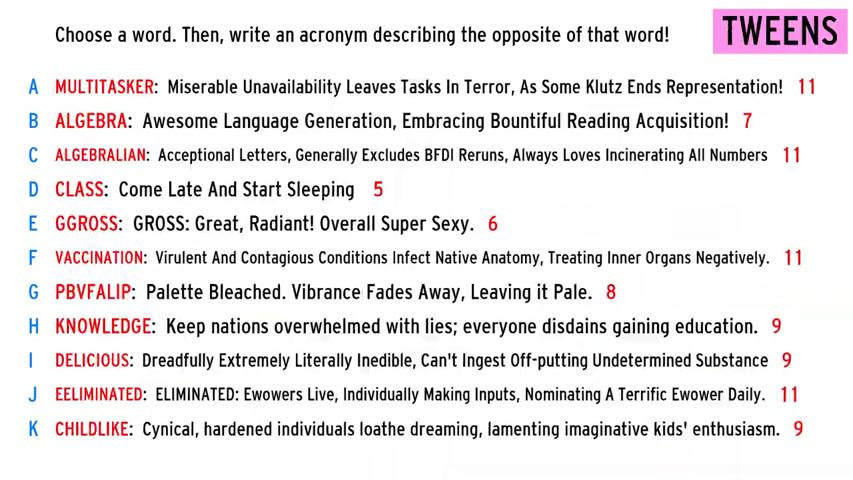 Choose a word. Then, write an acronym describing the opposite of that word!
TWEENS
A MULTITASKER: Miserable Unavailability Leaves Tasks In Terror, As Some Klutz Ends Representation! 11
B ALGEBRA: Awesome Language Generation, Embracing Bountiful Reading Acquisition! 7
C ALGEBRALIAN: Acceptional Letters, Generally Excludes BFDI Reruns, Always Loves Incinerating All Numbers 11
D CLASS: Come Late And Start Sleeping 5
E GGROSS: GROSS: Great, Radiant! Overall Super Sexy. 6
F VACCINATION: Virulent And Contagious Conditions Infect Native Anatomy, Treating Inner Organs Negatively. 11
G PBVFALIP: Palette Bleached. Vibrance Fades Away, Leaving it Pale. 8
H KNOWLEDGE: Keep nations overwhelmed with lies; everyone disdains gaining education. 9
I DELICIOUS: Dreadfully Extremely Literally Inedible, Can't Ingest Off-putting Undetermined Substance 9
J EELIMINATED: ELIMINATED: Ewowers Live, Individually Making Inputs, Nominating A Terrific Ewower Daily. 11
K CHILDLIKE: Cynical, hardened individuals loathe dreaming, lamenting imaginative kids' enthusiasm. 9